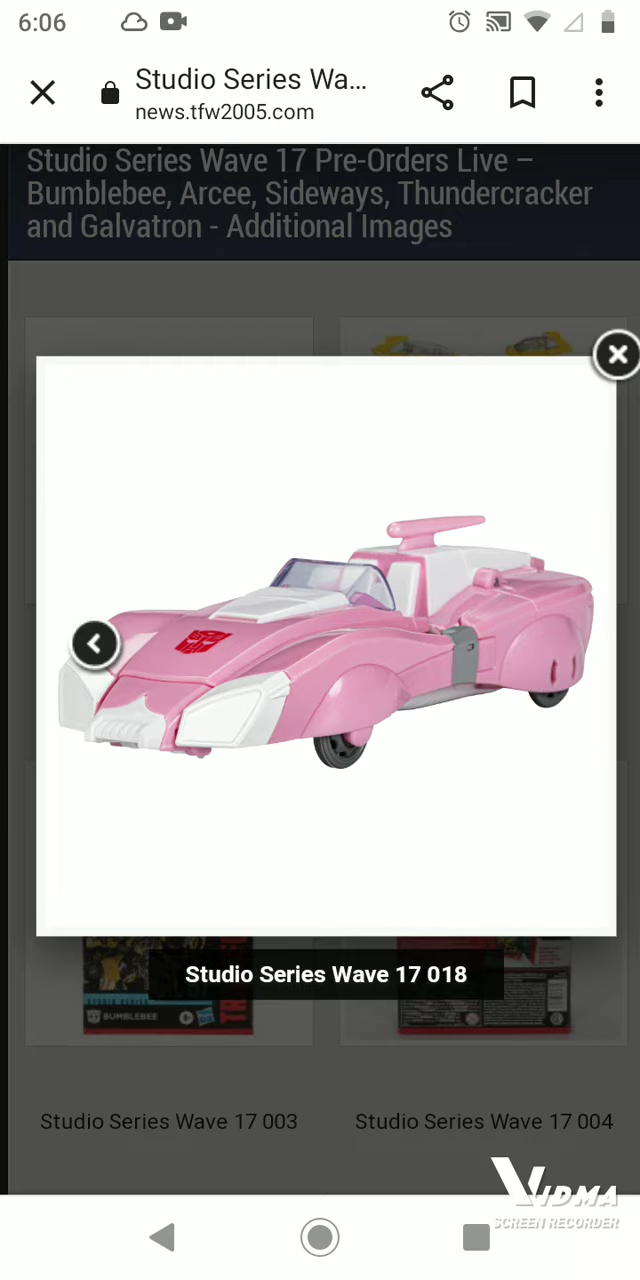 6:06
Studio Series Wa...
news.tfw2005.com
Studio Series Wave 17 Pre-Orders Live –
Bumblebee, Arcee, Sideways, Thundercracker
and Galvatron - Additional Images
Studio Series Wave 17 018
BUMBLEBEE
Studio Series Wave 17 003
Studio Series Wave 17 004
VIDMA
SCREEN RECORDER